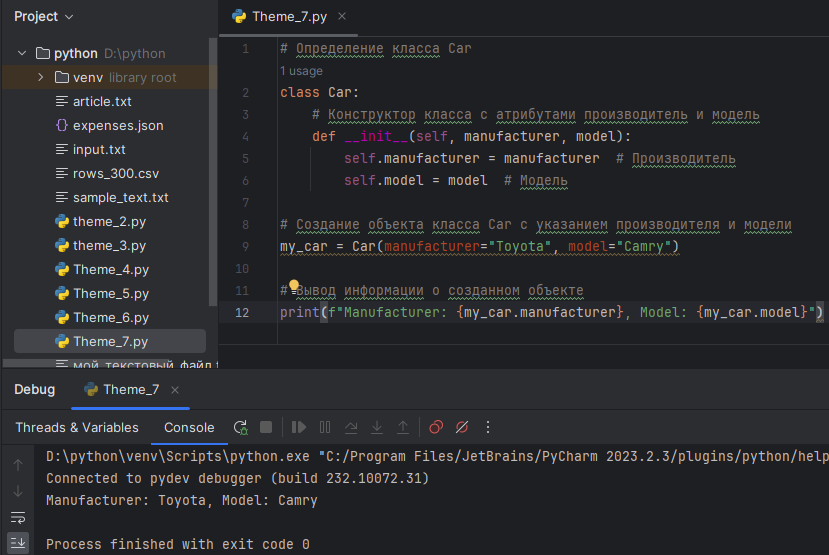 Project
python D:\python
venv library root
article.txt
expenses.json
input.txt
rows_300.csv
sample_text.txt
theme_2.py
theme_3.py
Theme_4.py
Theme_5.py
Theme_6.py
Theme_7.py
мой текстовый файл.t
Theme_7.py
1 # Определение класса Car
1 usage
2 class Car:
3 # Конструктор класса с атрибутами производитель и модель
4 def __init__(self, manufacturer, model):
5 self.manufacturer = manufacturer # Производитель
6 self.model = model # Модель
7
8 # Создание объекта класса Car с указанием производителя и модели
9 my_car = Car(manufacturer="Toyota", model="Camry")
10
11 # Вывод информации о созданном объекте
12 print(f"Manufacturer: {my_car.manufacturer}, Model: {my_car.model}")
Debug Theme_7
Threads & Variables Console
D:\python\venv\Scripts\python.exe "C:/Program Files/JetBrains/PyCharm 2023.2.3/plugins/python/help
Connected to pydev debugger (build 232.10072.31)
Manufacturer: Toyota, Model: Camry
Process finished with exit code 0